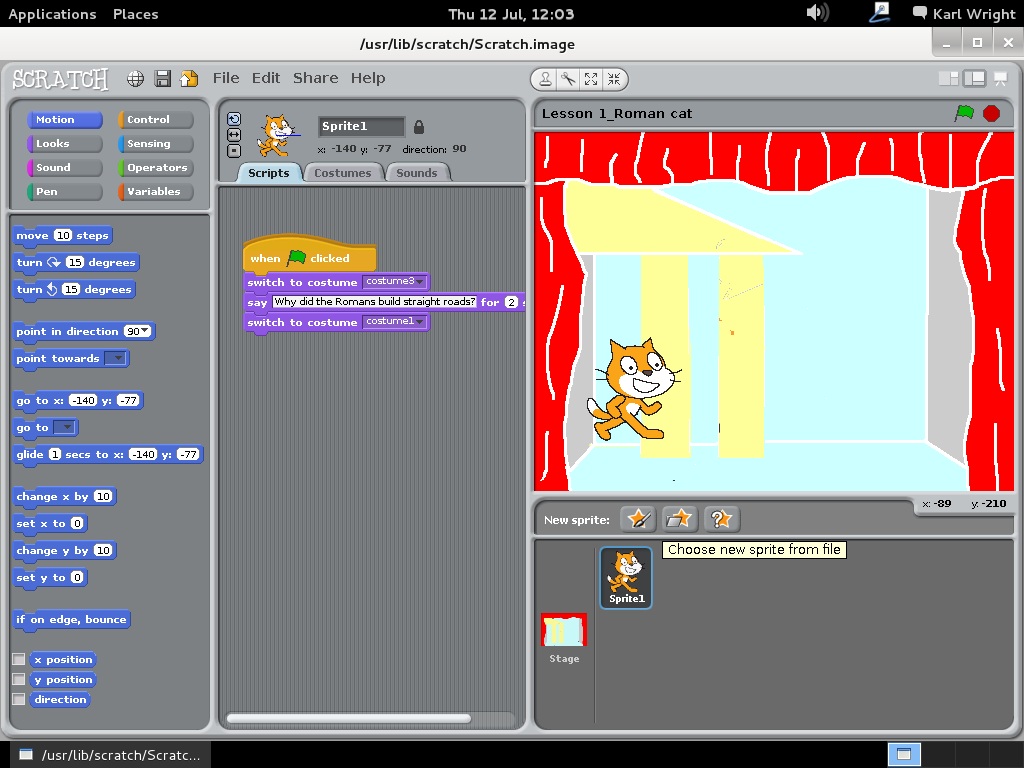 Applications Places Thu 12 Jul, 12:03 Karl Wright
/usr/lib/scratch/Scratch.image
SCRATCH File Edit Share Help
Motion Control
Looks Sensing
Sound Operators
Pen Variables
move 10 steps
turn 15 degrees
turn 15 degrees
point in direction 90
point towards
go to x: -140 y: -77
go to
glide 1 secs to x: -140 y: -77
change x by 10
set x to 0
change y by 10
set y to 0
if on edge, bounce
x position
y position
direction
Sprite1
x: -140 y: -77 direction: 90
Scripts Costumes Sounds
when clicked
switch to costume costume3
say Why did the Romans build straight roads? for 2 s
switch to costume costume1
Lesson 1_Roman cat
x: -89 y: -210
New sprite:
Choose new sprite from file
Sprite1
Stage
/usr/lib/scratch/Scratc...